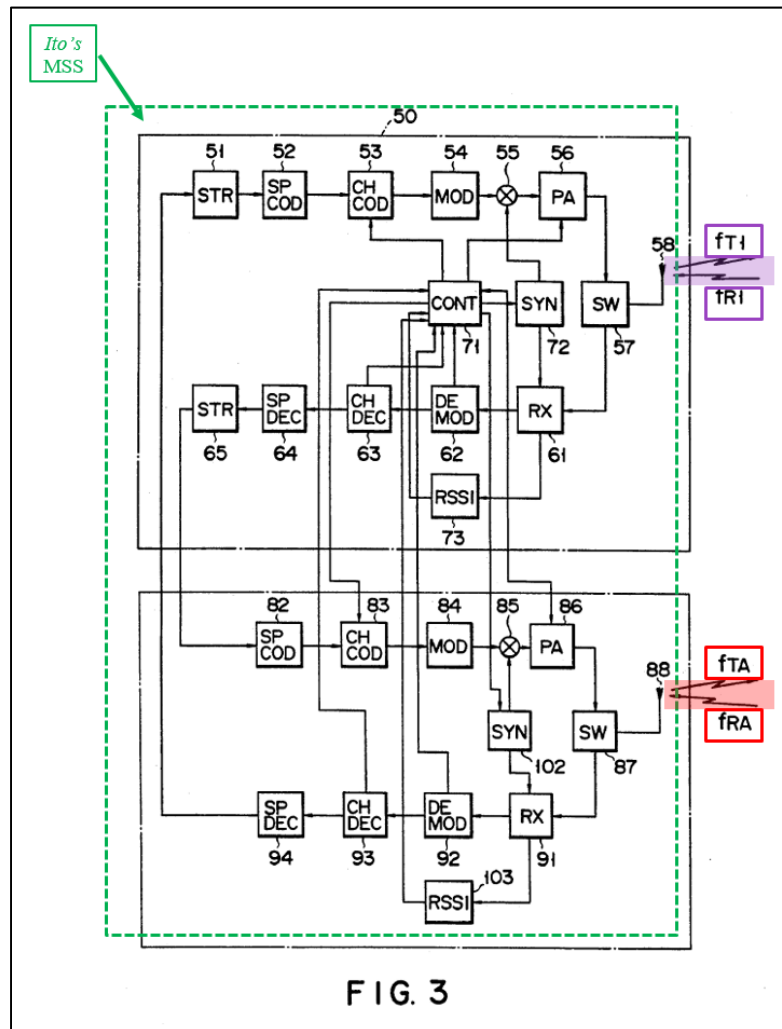 Ito's
MSS
50
51 52 53 54 55 56
STR SP COD CH COD MOD PA
58
fT1
fR1
CONT SYN SW
71 72 57
STR SP DEC CH DEC DE MOD RX
65 64 63 62 61
RSSI
73
82 83 84 85 86
SP COD CH COD MOD PA
88
fTA
fRA
SYN SW
102 87
SP DEC CH DEC DE MOD RX
94 93 92 91
103
RSSI
FIG. 3